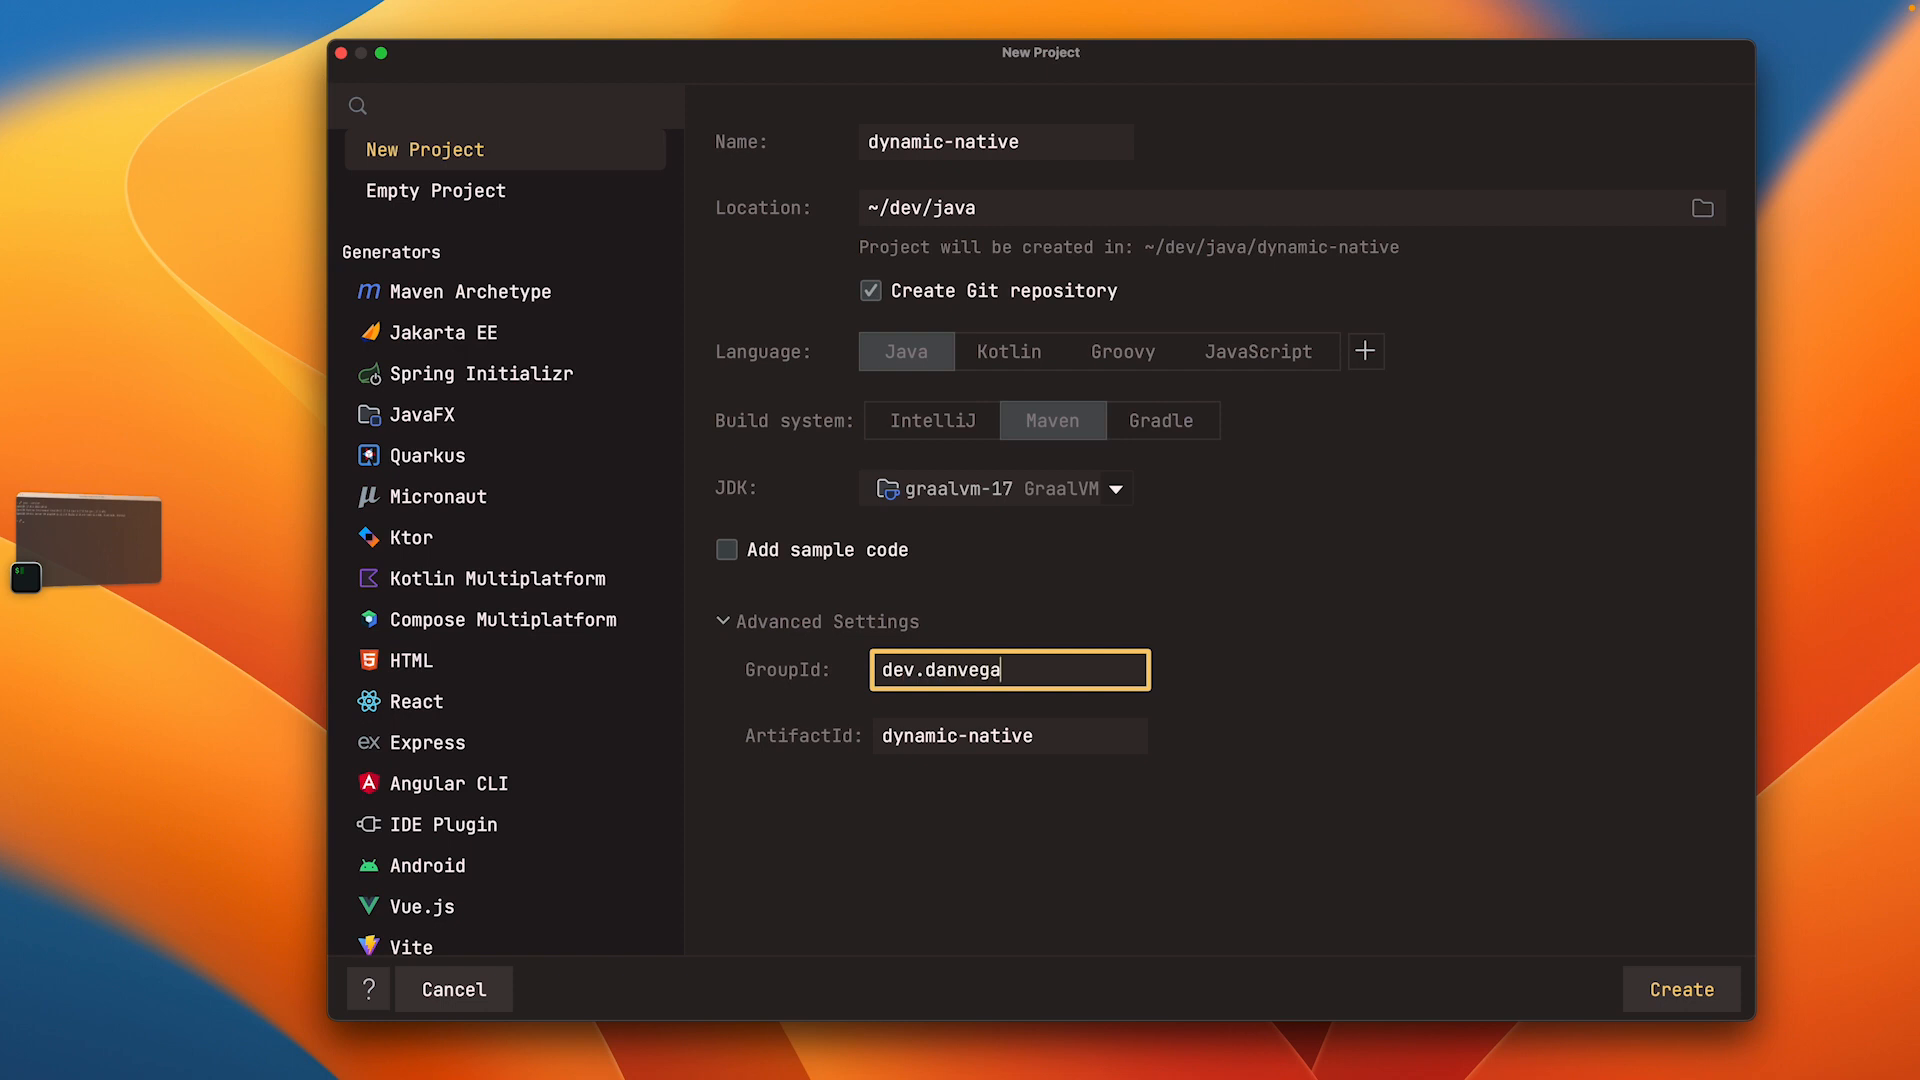 New Project
New Project
Empty Project
Generators
Maven Archetype
Jakarta EE
Spring Initializr
JavaFX
Quarkus
Micronaut
Ktor
Kotlin Multiplatform
Compose Multiplatform
HTML
React
ex Express
Angular CLI
IDE Plugin
Android
Vue.js
Vite
Name: dynamic-native
Location: ~/dev/java
Project will be created in: ~/dev/java/dynamic-native
Create Git repository
Language: Java Kotlin Groovy JavaScript +
Build system: IntelliJ Maven Gradle
JDK: graalvm-17 GraalVM
Add sample code
Advanced Settings
GroupId: dev.danvega
ArtifactId: dynamic-native
? Cancel Create